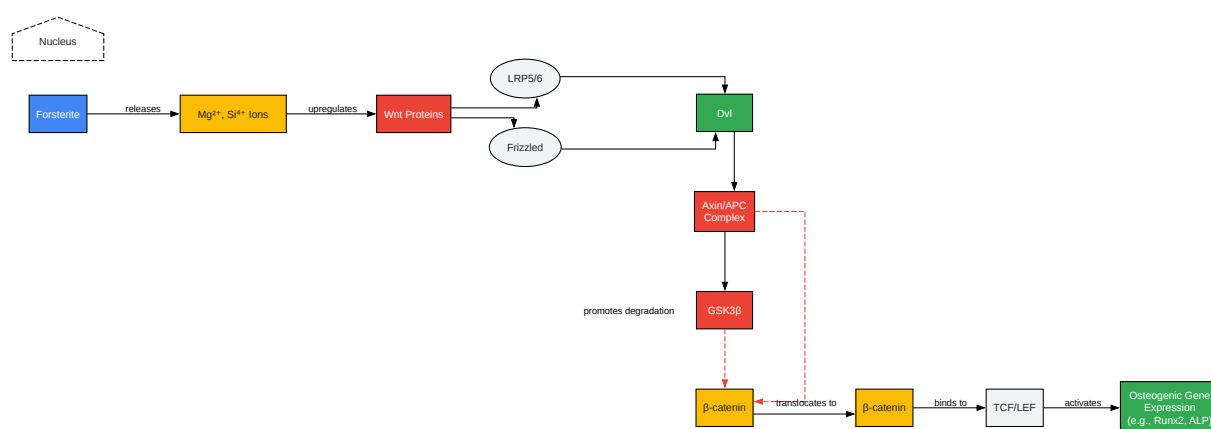 Nucleus
LRP5/6
Forsterite
releases
Mg²⁺, Si⁴⁺ Ions
upregulates
Wnt Proteins
Dvl
Frizzled
Axin/APC
Complex
promotes degradation
GSK3β
β-catenin
translocates to
β-catenin
binds to
TCF/LEF
activates
Osteogenic Gene
Expression
(e.g., Runx2, ALP)